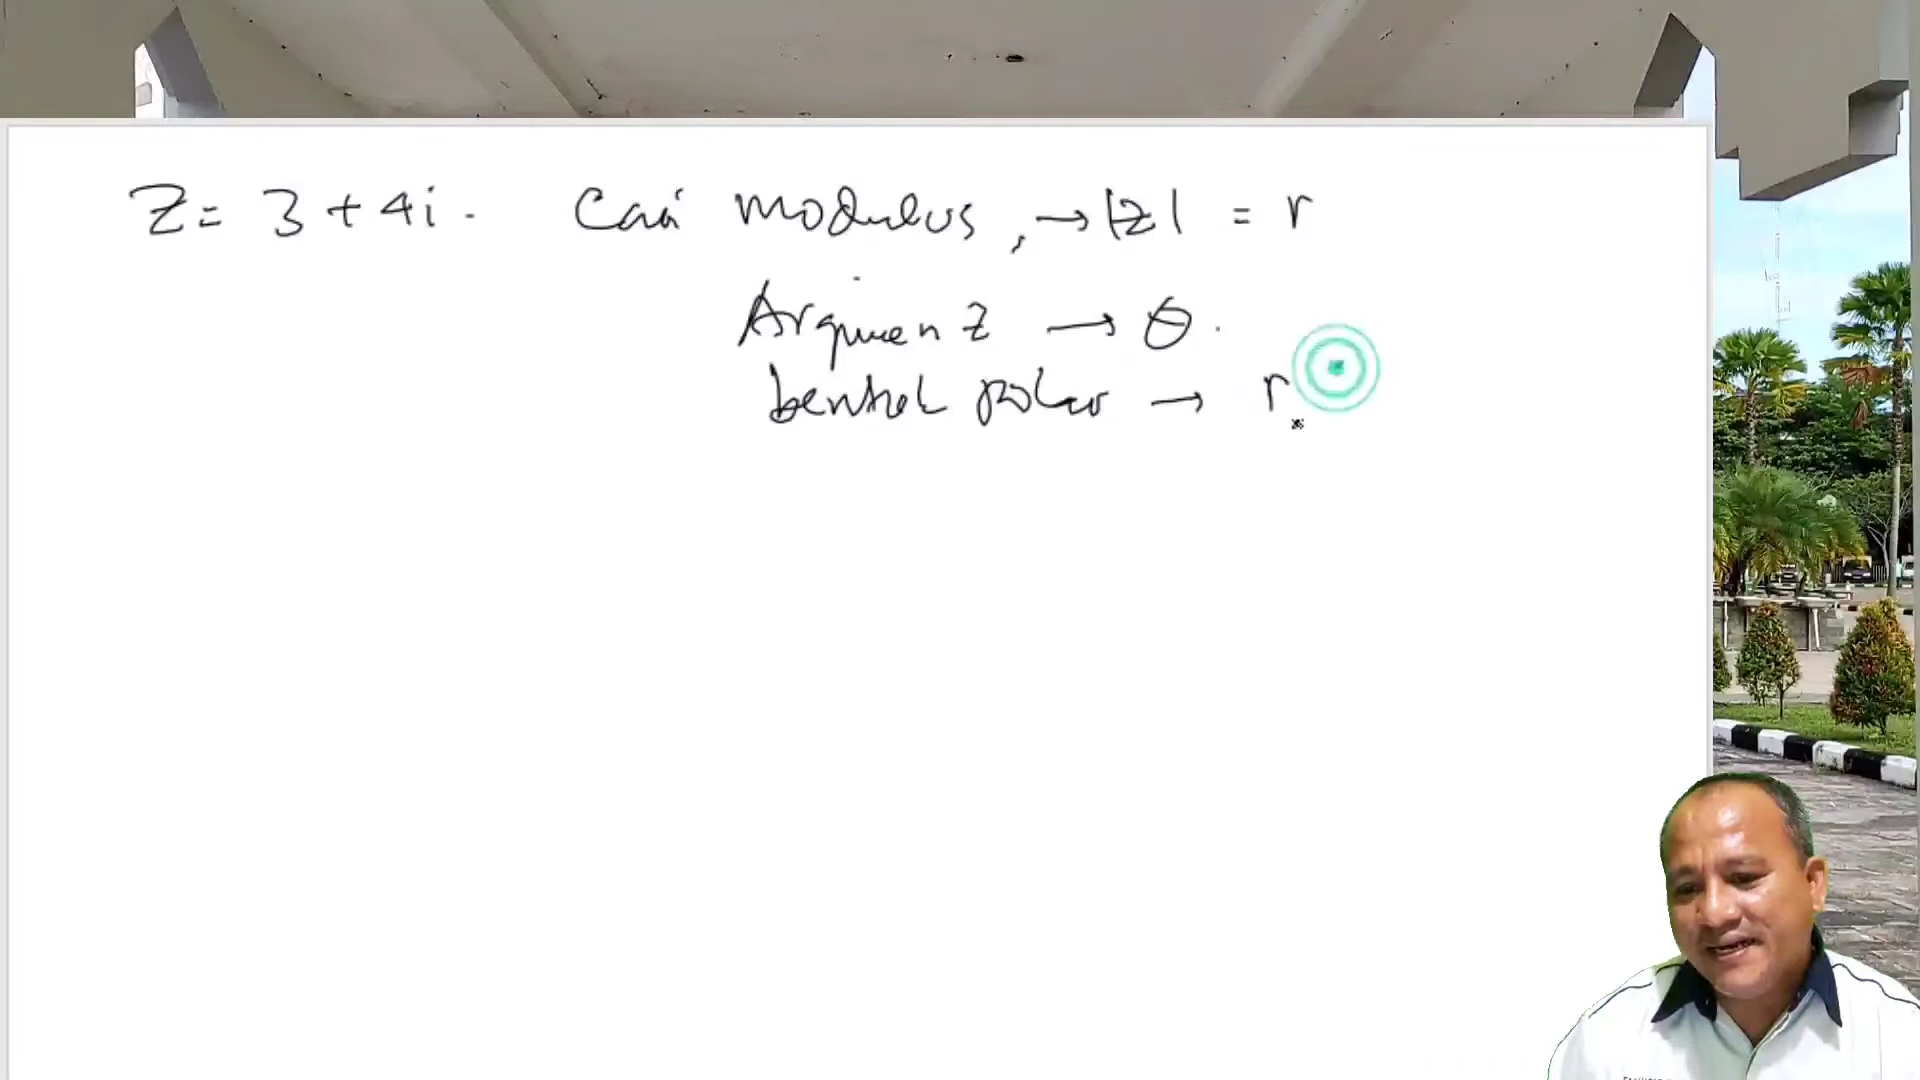 Z = 3 + 4i. Cari modulus, → |z| = r
Argumen z → θ.
bentuk polar → r